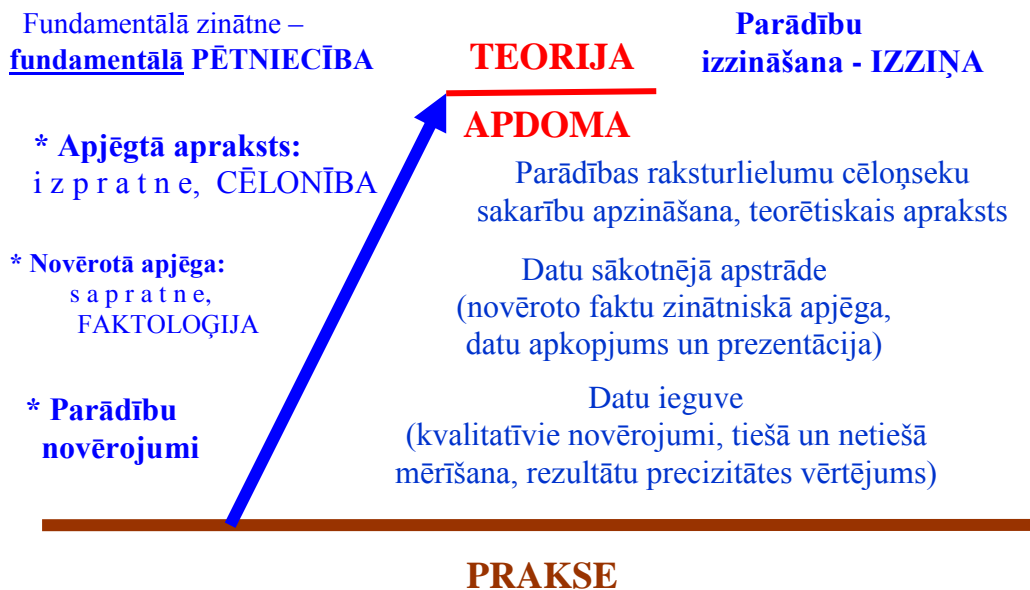 Fundamentālā zinātne –
fundamentālā PĒTNIECĪBA
TEORIJA
Parādību
izzināšana - IZZIŅA
APDOMA
* Apjēgtā apraksts:
i z p r a t n e, CĒLONĪBA
Parādības raksturlielumu cēloņseku
sakarību apzināšana, teorētiskais apraksts
* Novērotā apjēga:
s a p r a t n e,
FAKTOLOĢIJA
Datu sākotnējā apstrāde
(novēroto faktu zinātniskā apjēga,
datu apkopjums un prezentācija)
* Parādību
novērojumi
Datu ieguve
(kvalitatīvie novērojumi, tiešā un netiešā
mērīšana, rezultātu precizitātes vērtējums)
PRAKSE